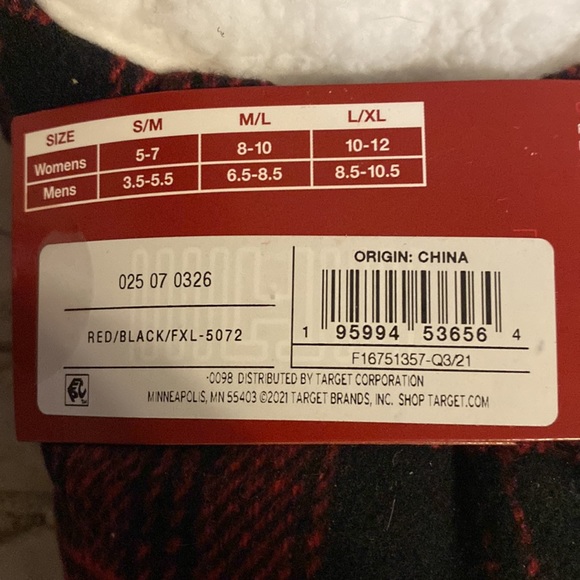 SIZE S/M M/L L/XL
Womens 5-7 8-10 10-12
Mens 3.5-5.5 6.5-8.5 8.5-10.5
025 07 0326
RED/BLACK/FXL-5072
ORIGIN: CHINA
1 95994 53656 4
F16751357-Q3/21
-0098 DISTRIBUTED BY TARGET CORPORATION
MINNEAPOLIS, MN 55403 ©2021 TARGET BRANDS, INC. SHOP TARGET.COM